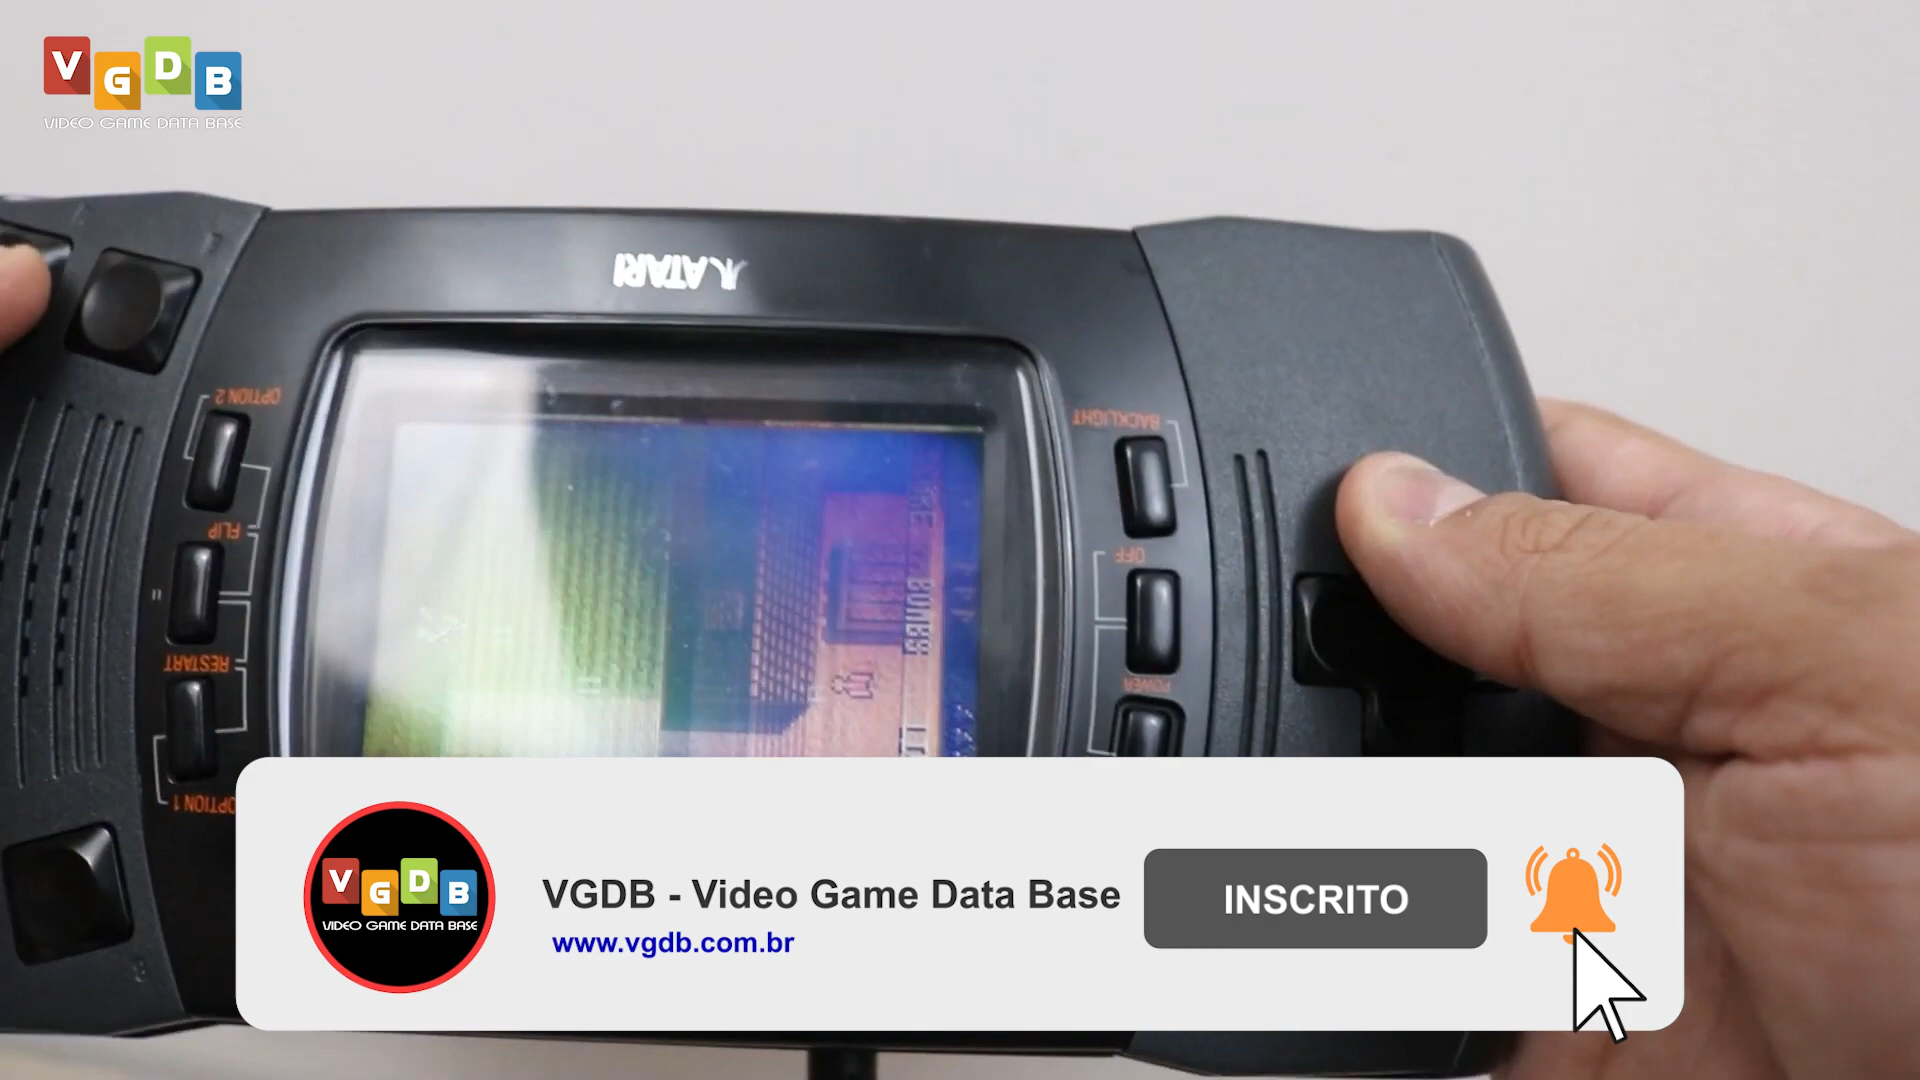 VGDB
VIDEO GAME DATA BASE
ATARI
OPTION 2
BACKLIGHT
FLIP
OFF
RESTART
POWER
OPTION 1
BONES
VGDB
VIDEO GAME DATA BASE
VGDB - Video Game Data Base
www.vgdb.com.br
INSCRITO